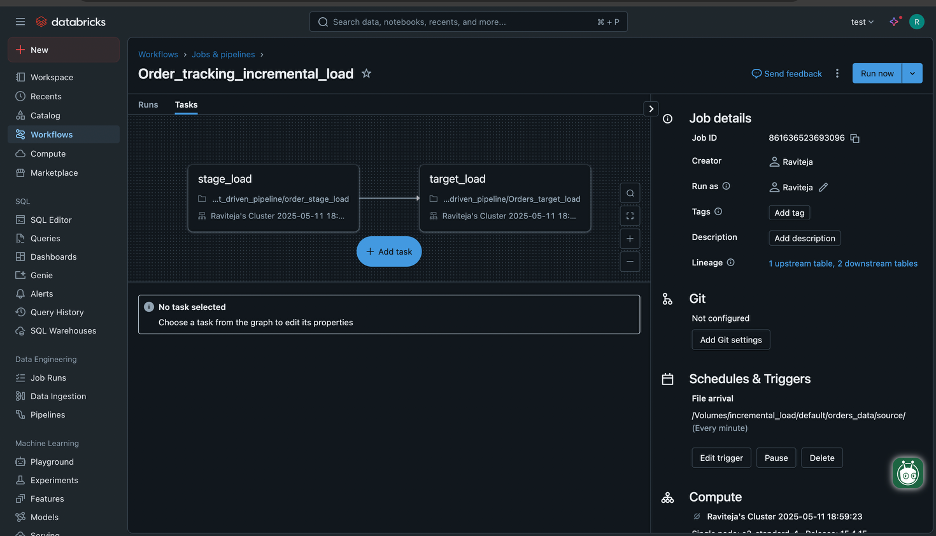 databricks
Search data, notebooks, recents, and more...
⌘ + P
test
R
New
Workspace
Recents
Catalog
Workflows
Compute
Marketplace
SQL
SQL Editor
Queries
Dashboards
Genie
Alerts
Query History
SQL Warehouses
Data Engineering
Job Runs
Data Ingestion
Pipelines
Machine Learning
Playground
Experiments
Features
Models
Serving
Workflows › Jobs & pipelines ›
Order_tracking_incremental_load
Send feedback
Run now
Runs
Tasks
stage_load
...t_driven_pipeline/order_stage_load
Raviteja's Cluster 2025-05-11 18:...
target_load
...driven_pipeline/Orders_target_load
Raviteja's Cluster 2025-05-11 18:...
+ Add task
No task selected
Choose a task from the graph to edit its properties
Job details
Job ID 861636523693096
Creator Raviteja
Run as Raviteja
Tags Add tag
Description Add description
Lineage 1 upstream table, 2 downstream tables
Git
Not configured
Add Git settings
Schedules & Triggers
File arrival
/Volumes/incremental_load/default/orders_data/source/
(Every minute)
Edit trigger
Pause
Delete
Compute
Raviteja's Cluster 2025-05-11 18:59:23